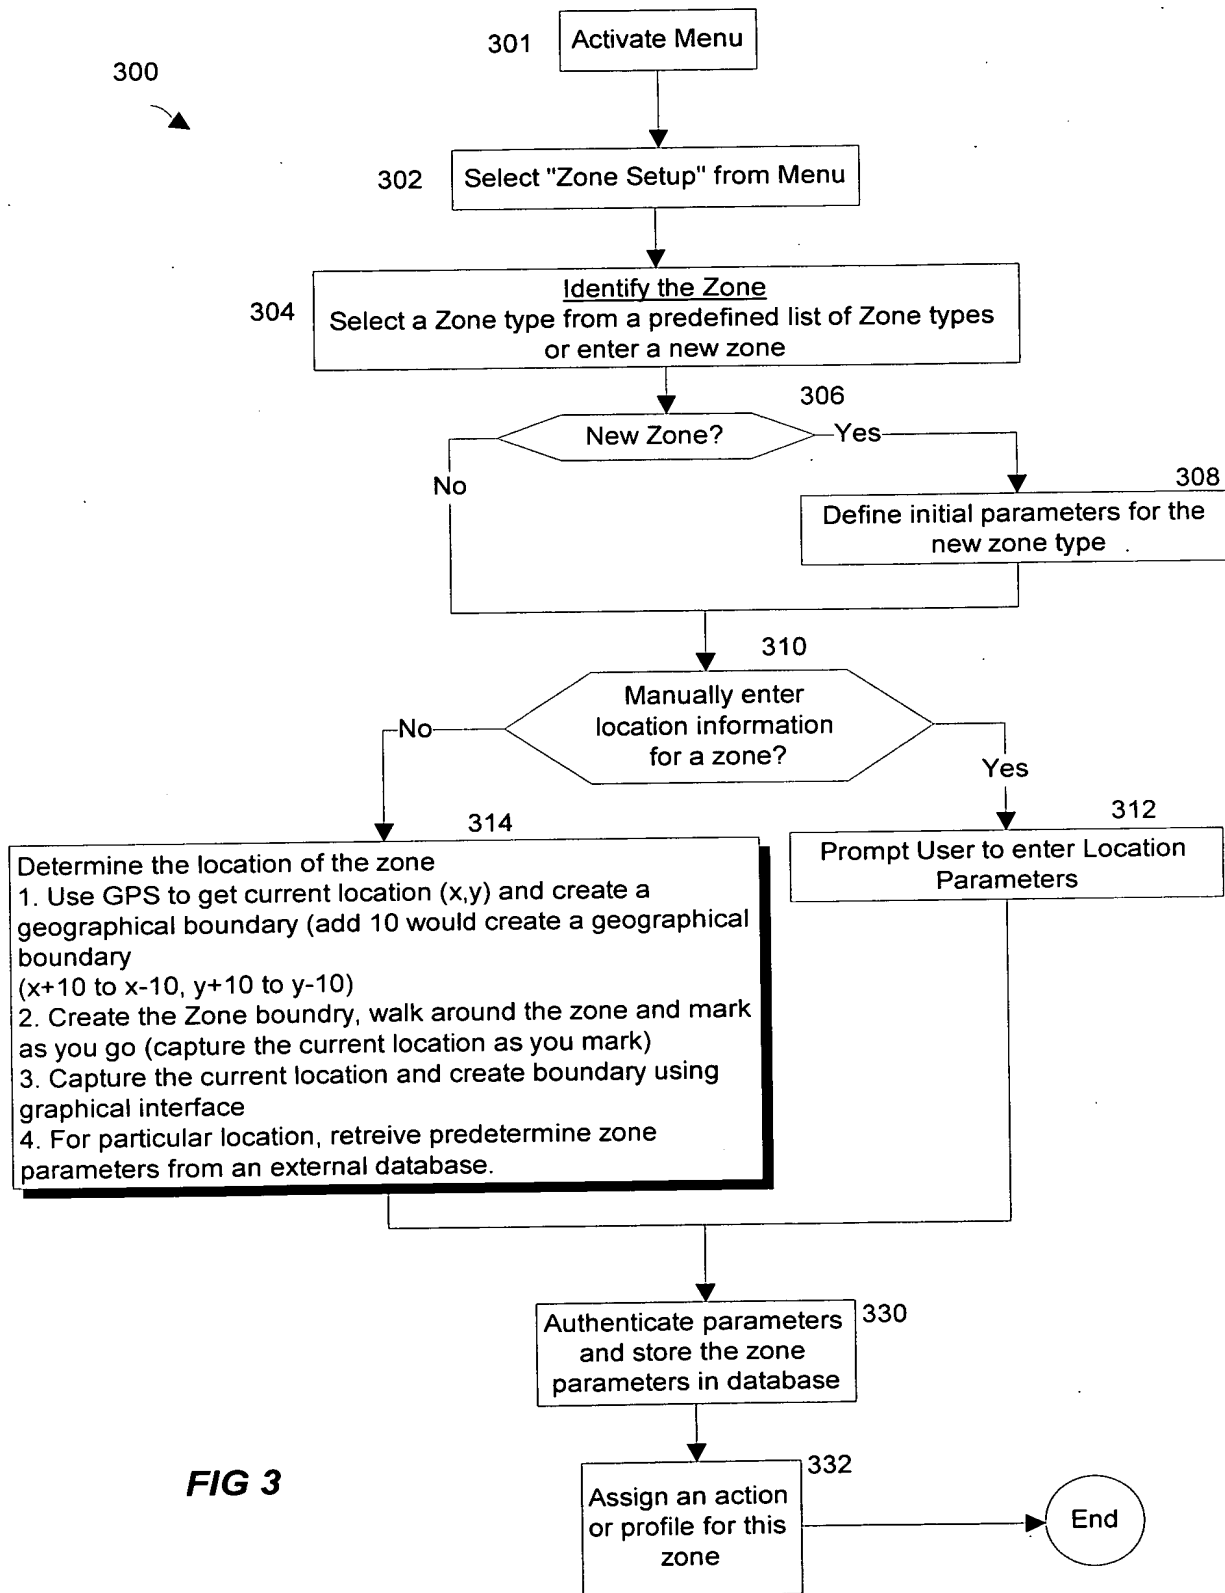 301
Activate Menu
300
302
Select "Zone Setup" from Menu
304
Identify the Zone
Select a Zone type from a predefined list of Zone types
or enter a new zone
306
New Zone?
Yes
No
308
Define initial parameters for the
new zone type
310
Manually enter
location information
for a zone?
No
Yes
314
Determine the location of the zone
1. Use GPS to get current location (x,y) and create a
geographical boundary (add 10 would create a geographical
boundary
(x+10 to x-10, y+10 to y-10)
2. Create the Zone boundry, walk around the zone and mark
as you go (capture the current location as you mark)
3. Capture the current location and create boundary using
graphical interface
4. For particular location, retreive predetermine zone
parameters from an external database.
312
Prompt User to enter Location
Parameters
330
Authenticate parameters
and store the zone
parameters in database
332
Assign an action
or profile for this
zone
End
FIG 3